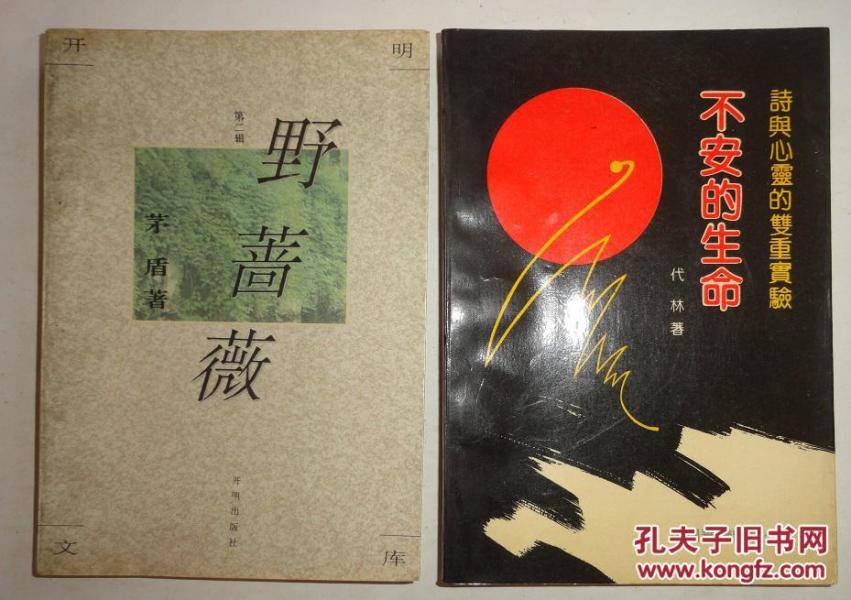 开
明
文
库
第二辑
野蔷薇
茅盾著
开明出版社
詩與心靈的雙重實驗
不安的生命
代林著
孔夫子旧书网
www.kongfz.com